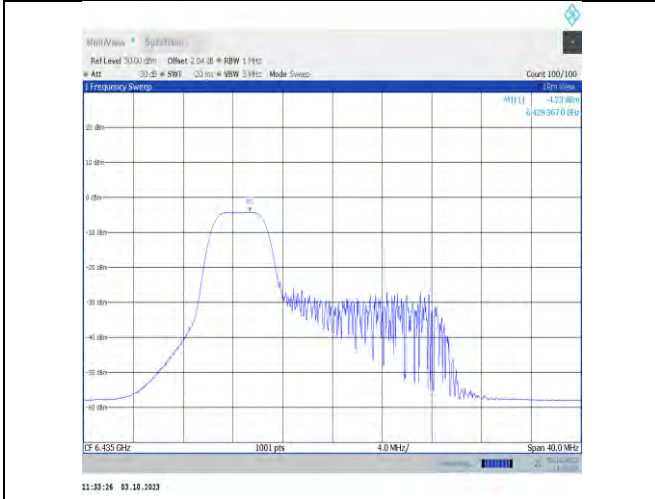 MultiView Spectrum
Ref Level 30.00 dBm Offset 2.04 dB RBW 1 MHz
Att 30 dB SWT 20 ms VBW 3 MHz Mode Sweep Count 100/100
1 Frequency Sweep 1Rm View
M1[1] -4.23 dBm
6.4283670 GHz
20 dBm
10 dBm
0 dBm
M1
-10 dBm
-20 dBm
-30 dBm
-40 dBm
-50 dBm
-60 dBm
CF 6.435 GHz 1001 pts 4.0 MHz/ Span 40.0 MHz
11:33:26 03.10.2023